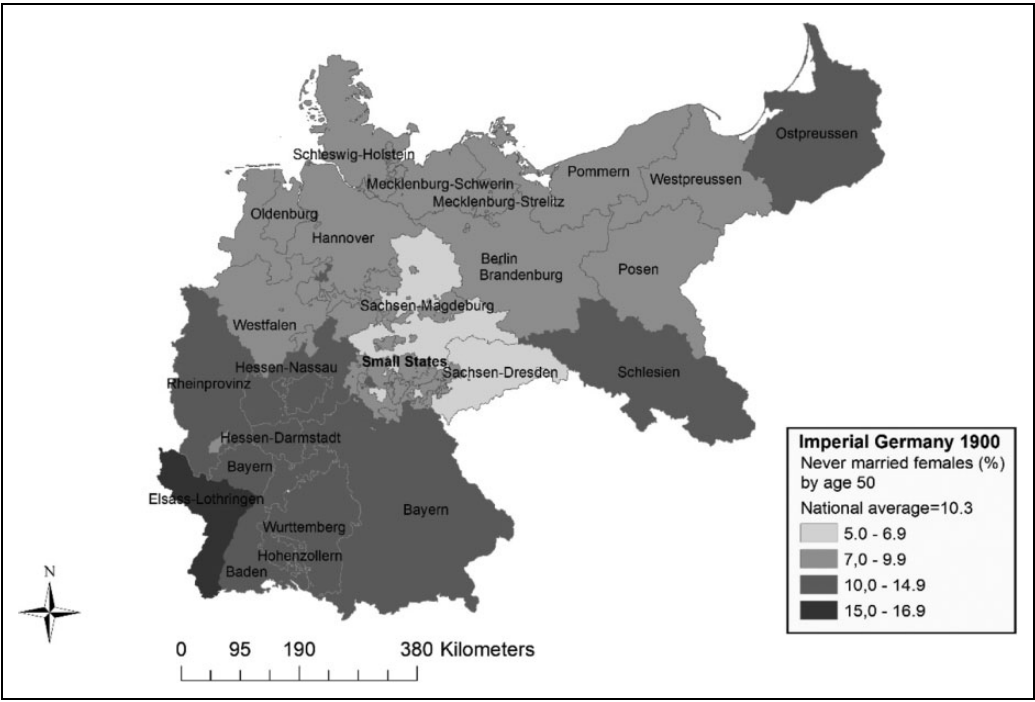 Ostpreussen
Schleswig-Holstein
Pommern
Westpreussen
Mecklenburg-Schwerin
Mecklenburg-Strelitz
Oldenburg
Hannover
Berlin
Brandenburg
Posen
Sachsen-Magdeburg
Westfalen
Small States
Hessen-Nassau
Sachsen-Dresden
Schlesien
Rheinprovinz
Hessen-Darmstadt
Bayern
Elsass-Lothringen
Bayern
Wurttemberg
Hohenzollern
Baden
Imperial Germany 1900
Never married females (%)
by age 50
National average=10.3
5.0 - 6.9
7,0 - 9.9
10,0 - 14.9
15,0 - 16.9
N
0 95 190 380 Kilometers